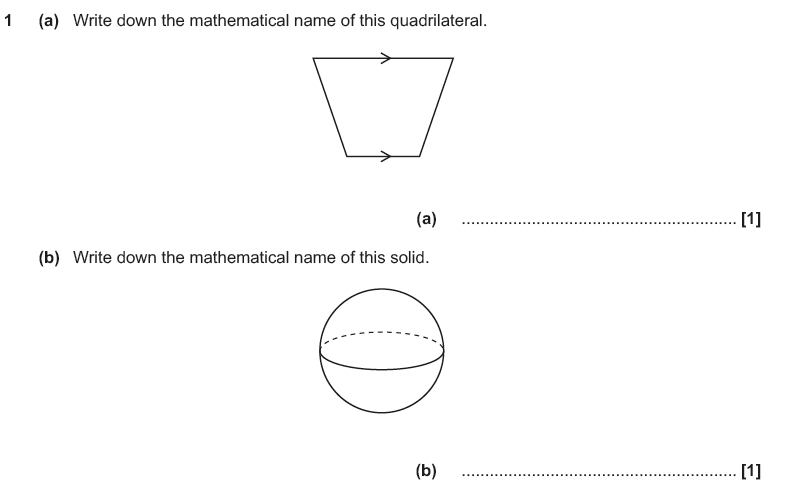 1 (a) Write down the mathematical name of this quadrilateral.
(a) ........................................................... [1]
(b) Write down the mathematical name of this solid.
(b) ........................................................... [1]